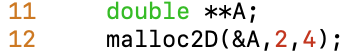 11     double **A;
12     malloc2D(&A,2,4);